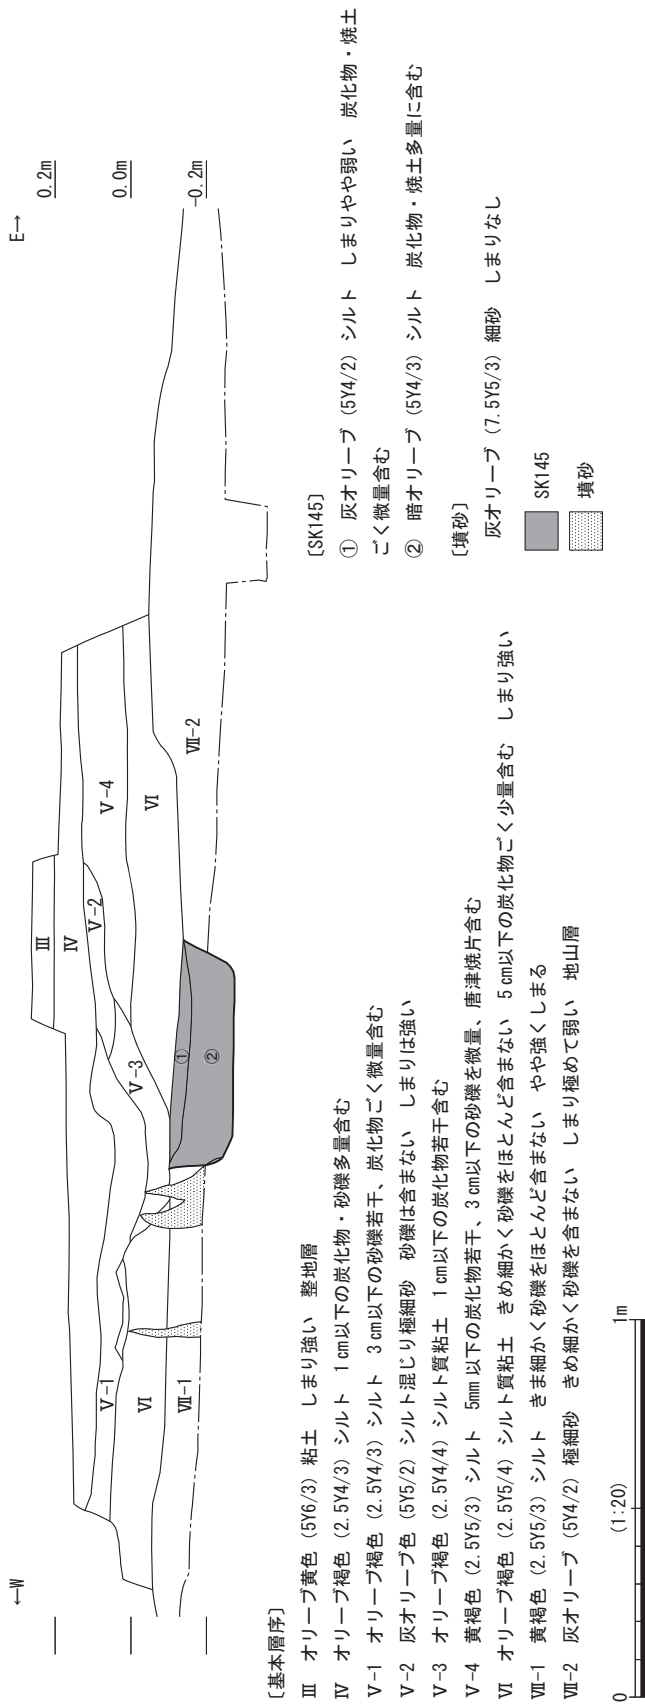 ←W
E→
0.2m
0.0m
-0.2m
Ⅲ
Ⅳ
Ⅴ-1
Ⅴ-2
Ⅴ-3
Ⅴ-4
Ⅵ
Ⅵ
Ⅶ-1
Ⅶ-2
①
②
〔基本層序〕
Ⅲ オリーブ黄色 (5Y6/3) 粘土 しまり強い 整地層
Ⅳ オリーブ褐色 (2.5Y4/3) シルト 1cm以下の炭化物・砂礫多量含む
Ⅴ-1 オリーブ褐色 (2.5Y4/3) シルト 3cm以下の砂礫若干、炭化物ごく微量含む
Ⅴ-2 灰オリーブ色 (5Y5/2) シルト混じり極細砂 砂礫は含まない しまりは強い
Ⅴ-3 オリーブ褐色 (2.5Y4/4) シルト質粘土 1cm以下の炭化物若干含む
Ⅴ-4 黄褐色 (2.5Y5/3) シルト 5mm以下の炭化物若干、3cm以下の砂礫を微量、唐津焼片含む
Ⅵ オリーブ褐色 (2.5Y5/4) シルト質粘土 きめ細かく砂礫をほとんど含まない 5cm以下の炭化物ごく少量含む しまり強い
Ⅶ-1 黄褐色 (2.5Y5/3) シルト きま細かく砂礫をほとんど含まない やや強くしまる
Ⅶ-2 灰オリーブ (5Y4/2) 極細砂 きめ細かく砂礫を含まない しまり極めて弱い 地山層
〔SK145〕
① 灰オリーブ (5Y4/2) シルト しまりやや弱い 炭化物・焼土
ごく微量含む
② 暗オリーブ (5Y4/3) シルト 炭化物・焼土多量に含む
〔墳砂〕
灰オリーブ (7.5Y5/3) 細砂 しまりなし
SK145
墳砂
0
(1:20)
1m